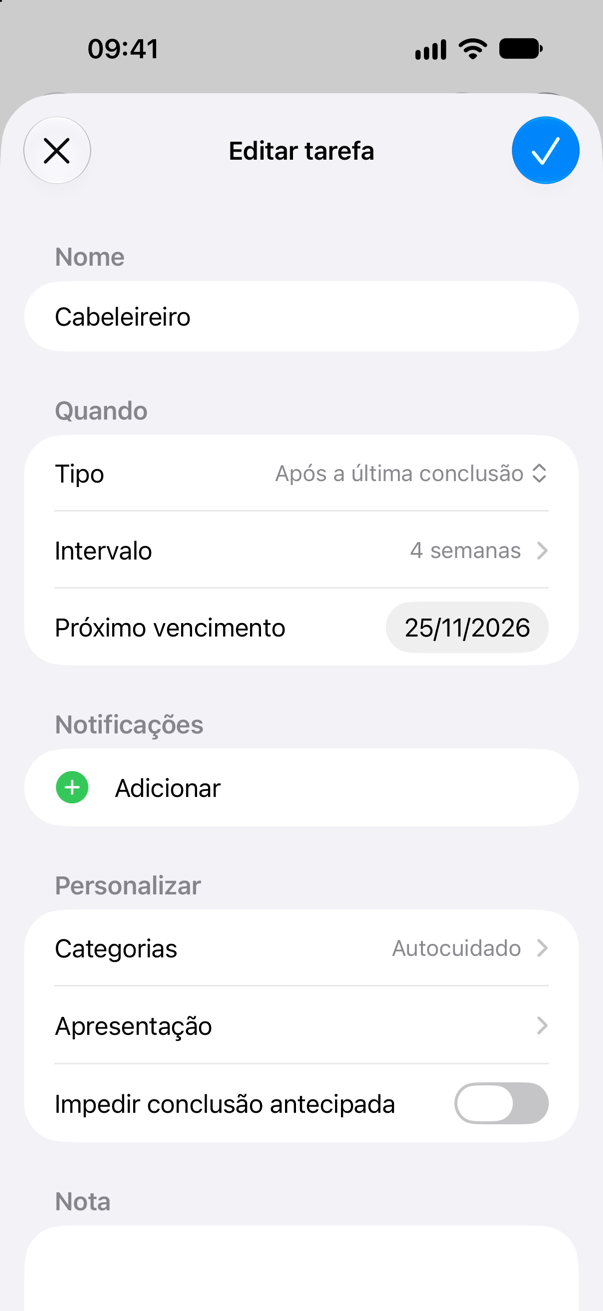 09:41
Editar tarefa
Nome
Cabeleireiro
Quando
Tipo
Após a última conclusão
Intervalo
4 semanas
Próximo vencimento
25/11/2026
Notificações
Adicionar
Personalizar
Categorias
Autocuidado
Apresentação
Impedir conclusão antecipada
Nota